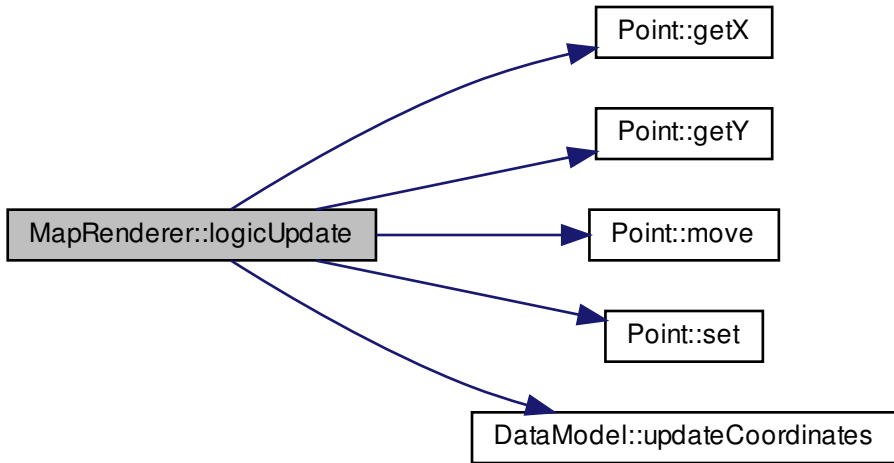 Point::getX
Point::getY
MapRenderer::logicUpdate
Point::move
Point::set
DataModel::updateCoordinates